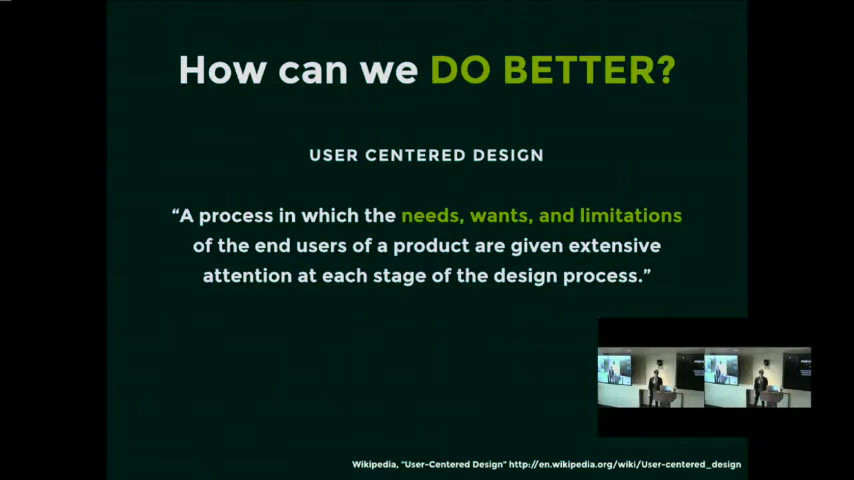 How can we DO BETTER?
USER CENTERED DESIGN
“A process in which the needs, wants, and limitations
of the end users of a product are given extensive
attention at each stage of the design process.”
Wikipedia, "User-Centered Design" http://en.wikipedia.org/wiki/User-centered_design